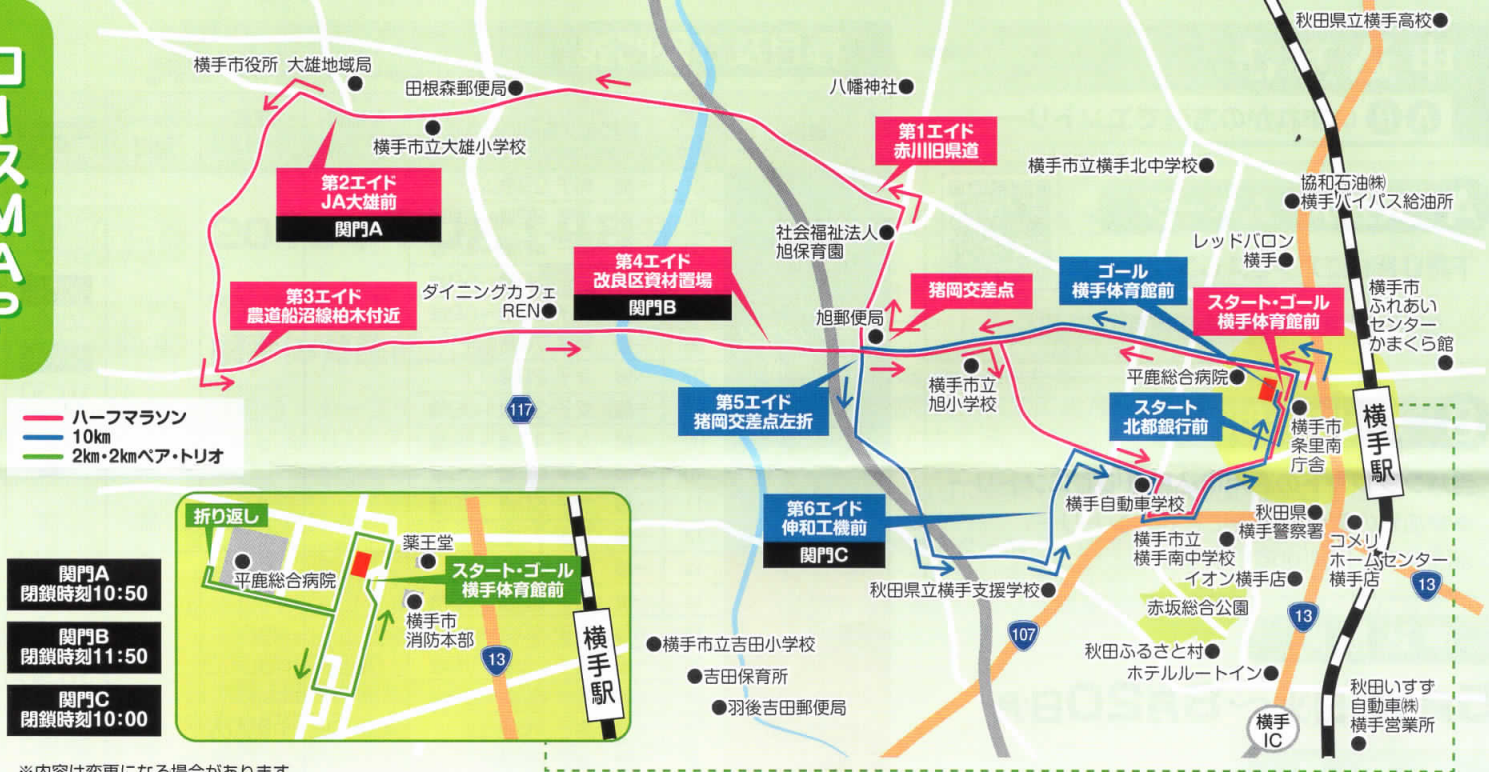 コースMAP
横手市役所 大雄地域局
田根森郵便局
横手市立大雄小学校
八幡神社
秋田県立横手高校
第1エイド
赤川旧県道
横手市立横手北中学校
協和石油㈱
横手バイパス給油所
第2エイド
JA大雄前
関門A
社会福祉法人
旭保育園
レッドバロン
横手
第4エイド
改良区資材置場
関門B
猪岡交差点
ゴール
横手体育館前
スタート・ゴール
横手体育館前
横手市
ふれあい
センター
かまくら館
第3エイド
農道船沼線柏木付近
ダイニングカフェ
REN
旭郵便局
横手市立
旭小学校
平鹿総合病院
第5エイド
猪岡交差点左折
スタート
北都銀行前
横手市
条里南
庁舎
横手駅
117
ハーフマラソン
10km
2km・2kmペア・トリオ
第6エイド
伸和工機前
関門C
横手自動車学校
秋田県
横手警察署
横手市立
横手南中学校
コメリ
ホームセンター
横手店
イオン横手店
13
秋田県立横手支援学校
赤坂総合公園
13
107
秋田ふるさと村
ホテルルートイン
横手
IC
秋田いすゞ
自動車㈱
横手営業所
横手市立吉田小学校
吉田保育所
羽後吉田郵便局
折り返し
平鹿総合病院
薬王堂
スタート・ゴール
横手体育館前
横手市
消防本部
13
横手駅
関門A
閉鎖時刻10:50
関門B
閉鎖時刻11:50
関門C
閉鎖時刻10:00
※内容は変更になる場合があります